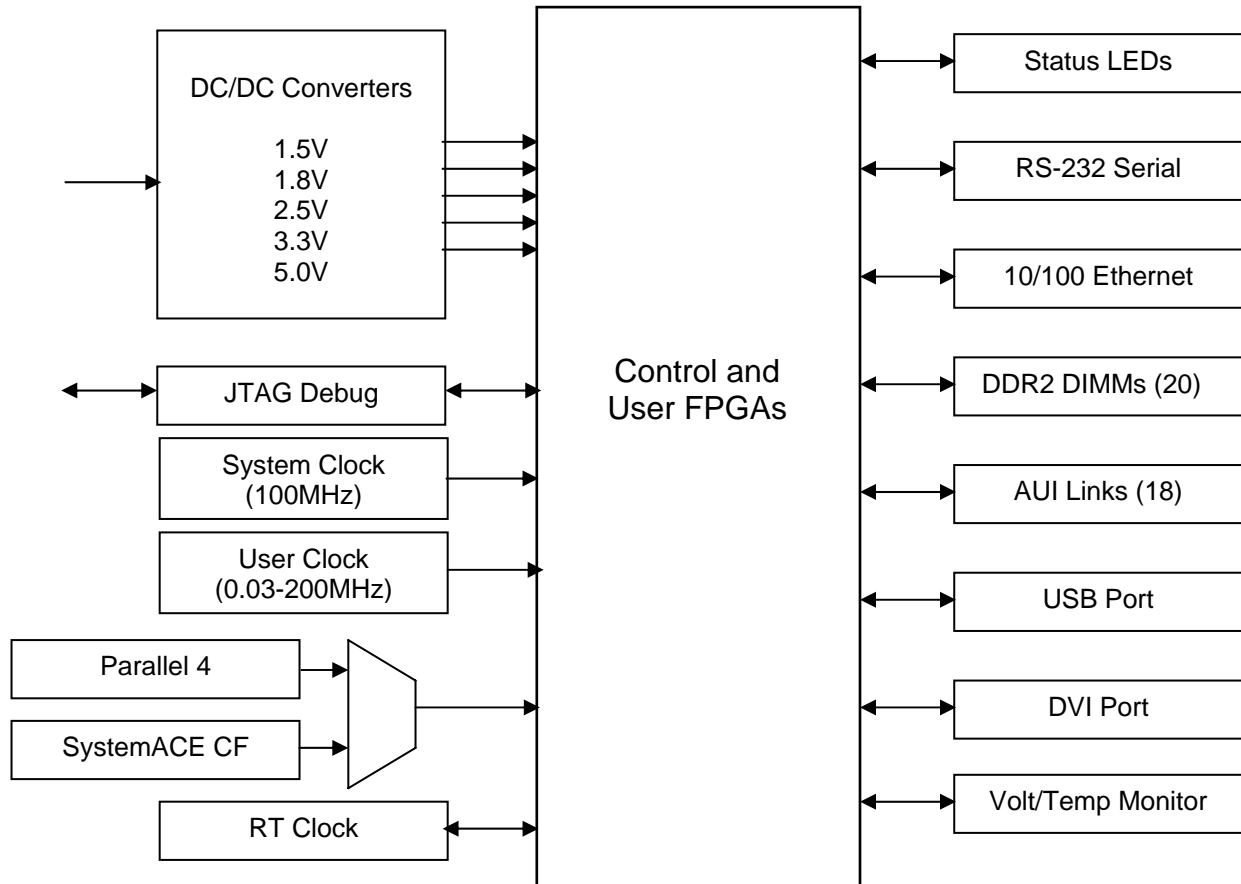 DC/DC Converters
1.5V
1.8V
2.5V
3.3V
5.0V
JTAG Debug
System Clock
(100MHz)
User Clock
(0.03-200MHz)
Parallel 4
SystemACE CF
RT Clock
Control and
User FPGAs
Status LEDs
RS-232 Serial
10/100 Ethernet
DDR2 DIMMs (20)
AUI Links (18)
USB Port
DVI Port
Volt/Temp Monitor